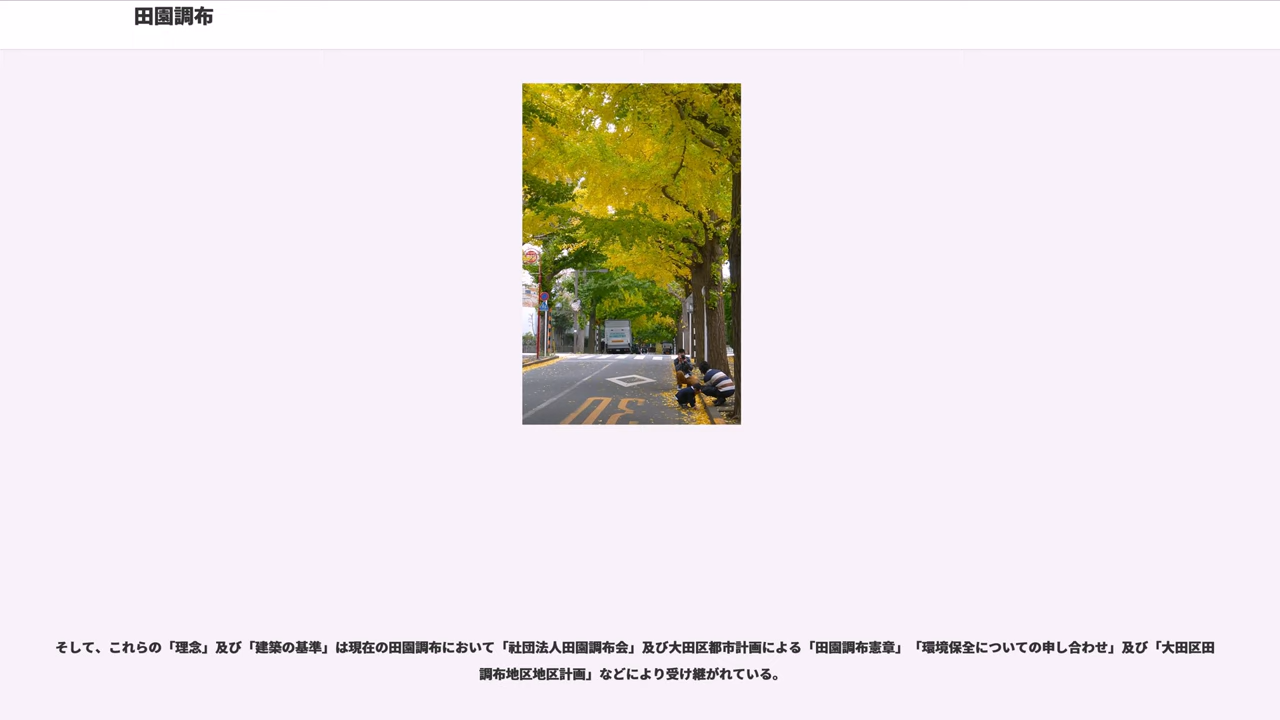 田園調布
そして、これらの「理念」及び「建築の基準」は現在の田園調布において「社団法人田園調布会」及び大田区都市計画による「田園調布憲章」「環境保全についての申し合わせ」及び「大田区田
調布地区地区計画」などにより受け継がれている。
30